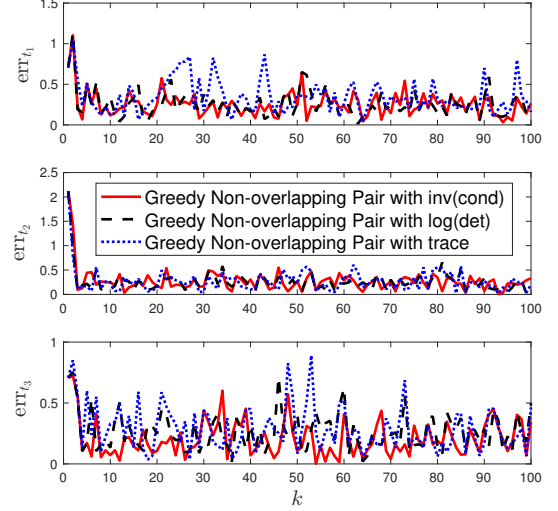 1.5
1
0.5
0
err_{t_1}
0 10 20 30 40 50 60 70 80 90 100
2.5
2
1.5
1
0.5
0
err_{t_2}
Greedy Non-overlapping Pair with inv(cond)
Greedy Non-overlapping Pair with log(det)
Greedy Non-overlapping Pair with trace
0 10 20 30 40 50 60 70 80 90 100
1
0.5
0
err_{t_3}
0 10 20 30 40 50 60 70 80 90 100
k